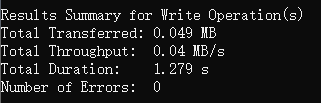 Results Summary for Write Operation(s)
Total Transferred: 0.049 MB
Total Throughput:  0.04 MB/s
Total Duration:    1.279 s
Number of Errors:  0